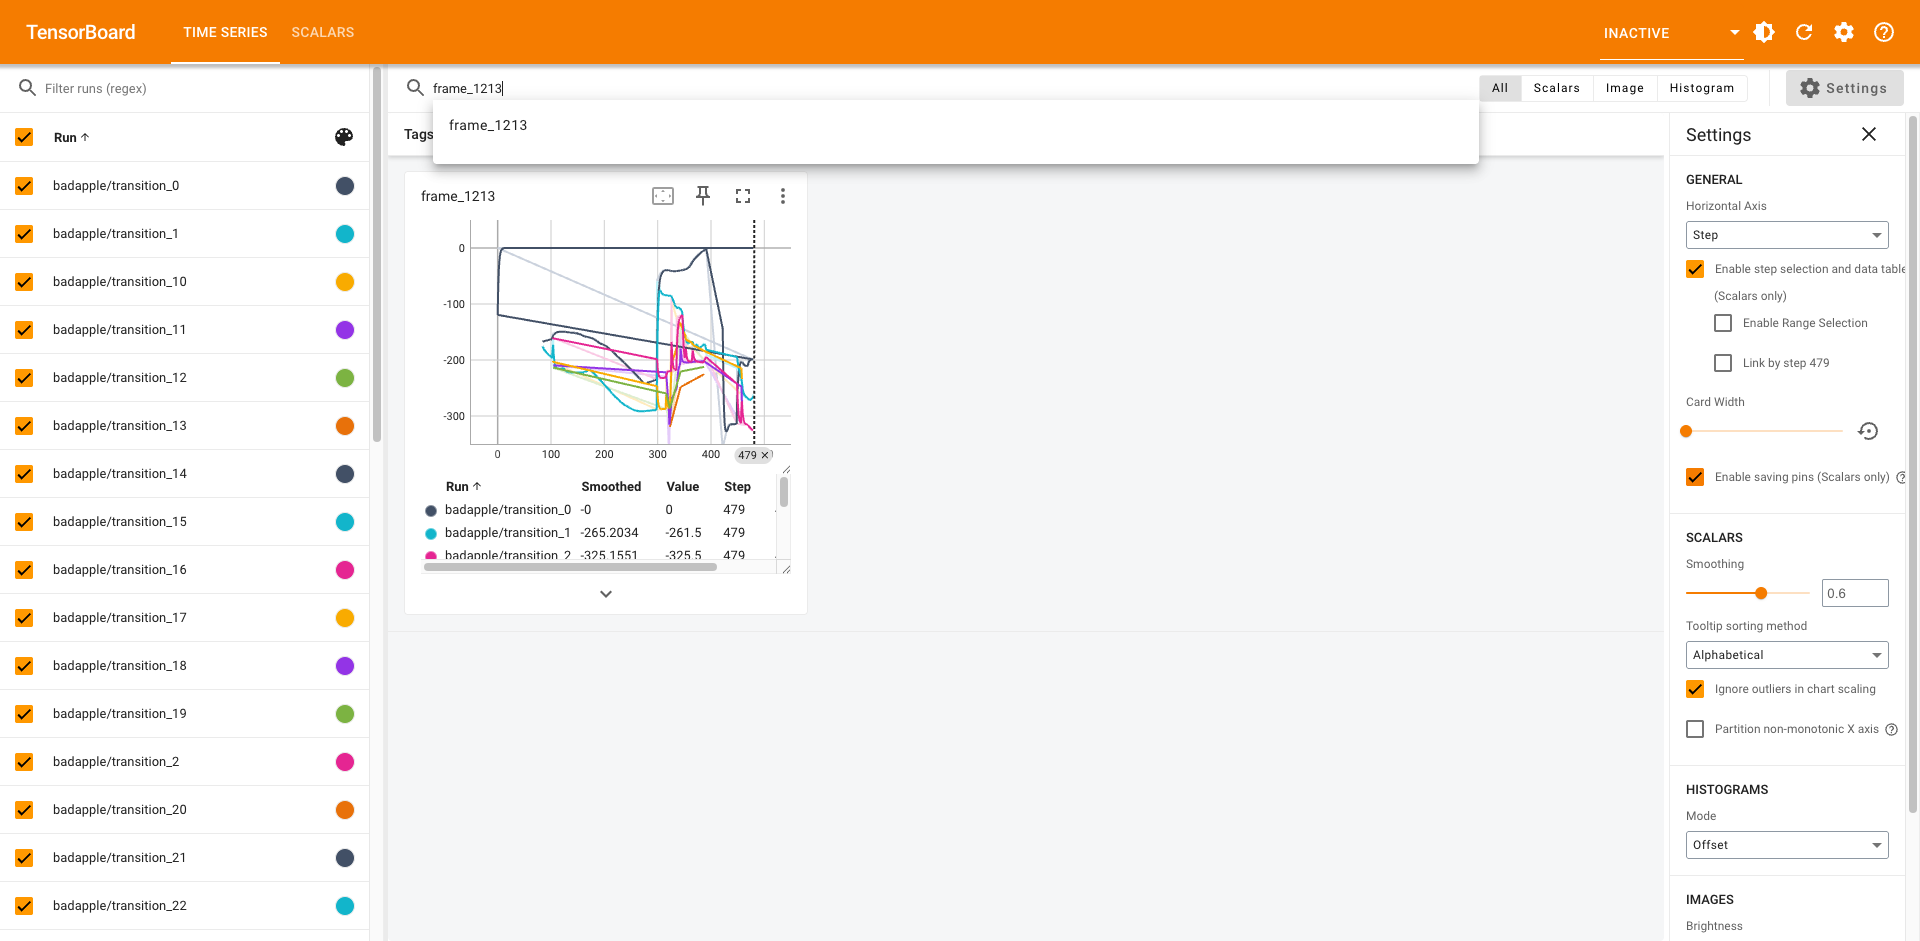 TensorBoard
TIME SERIES
SCALARS
INACTIVE
Filter runs (regex)
Run
badapple/transition_0
badapple/transition_1
badapple/transition_10
badapple/transition_11
badapple/transition_12
badapple/transition_13
badapple/transition_14
badapple/transition_15
badapple/transition_16
badapple/transition_17
badapple/transition_18
badapple/transition_19
badapple/transition_2
badapple/transition_20
badapple/transition_21
badapple/transition_22
frame_1213
All
Scalars
Image
Histogram
Settings
frame_1213
Tags
frame_1213
0
-100
-200
-300
0
100
200
300
400
479
Run Smoothed Value Step
badapple/transition_0 -0 0 479
badapple/transition_1 -265.2034 -261.5 479
badapple/transition_2 -325.1551 -325.5 479
Settings
GENERAL
Horizontal Axis
Step
Enable step selection and data table
(Scalars only)
Enable Range Selection
Link by step 479
Card Width
Enable saving pins (Scalars only)
SCALARS
Smoothing
0.6
Tooltip sorting method
Alphabetical
Ignore outliers in chart scaling
Partition non-monotonic X axis
HISTOGRAMS
Mode
Offset
IMAGES
Brightness